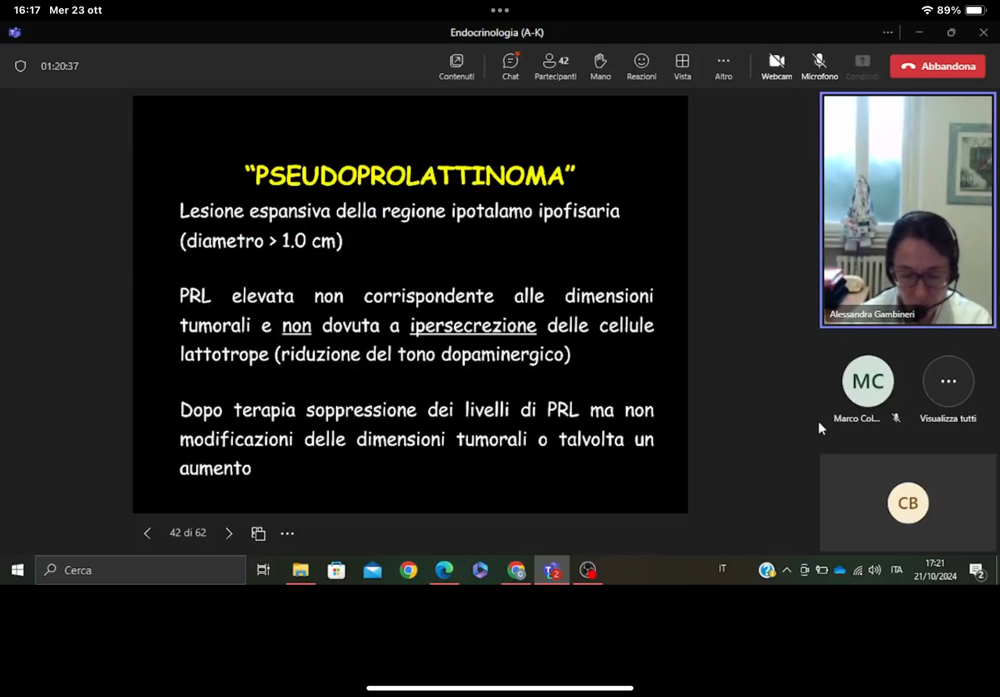 16:17 Mer 23 ott
89%
Endocrinologia (A-K)
01:20:37
42
Contenuti Chat Partecipanti Mano Reazioni Vista Altro Webcam Microfono Condividi Abbandona
“PSEUDOPROLATTINOMA”
Lesione espansiva della regione ipotalamo ipofisaria
(diametro > 1.0 cm)
PRL elevata non corrispondente alle dimensioni
tumorali e non dovuta a ipersecrezione delle cellule
lattotrope (riduzione del tono dopaminergico)
Dopo terapia soppressione dei livelli di PRL ma non
modificazioni delle dimensioni tumorali o talvolta un
aumento
Alessandra Gambineri
MC
Marco Col... Visualizza tutti
CB
42 di 62
Cerca
2
IT
ITA
17:21
21/10/2024
2